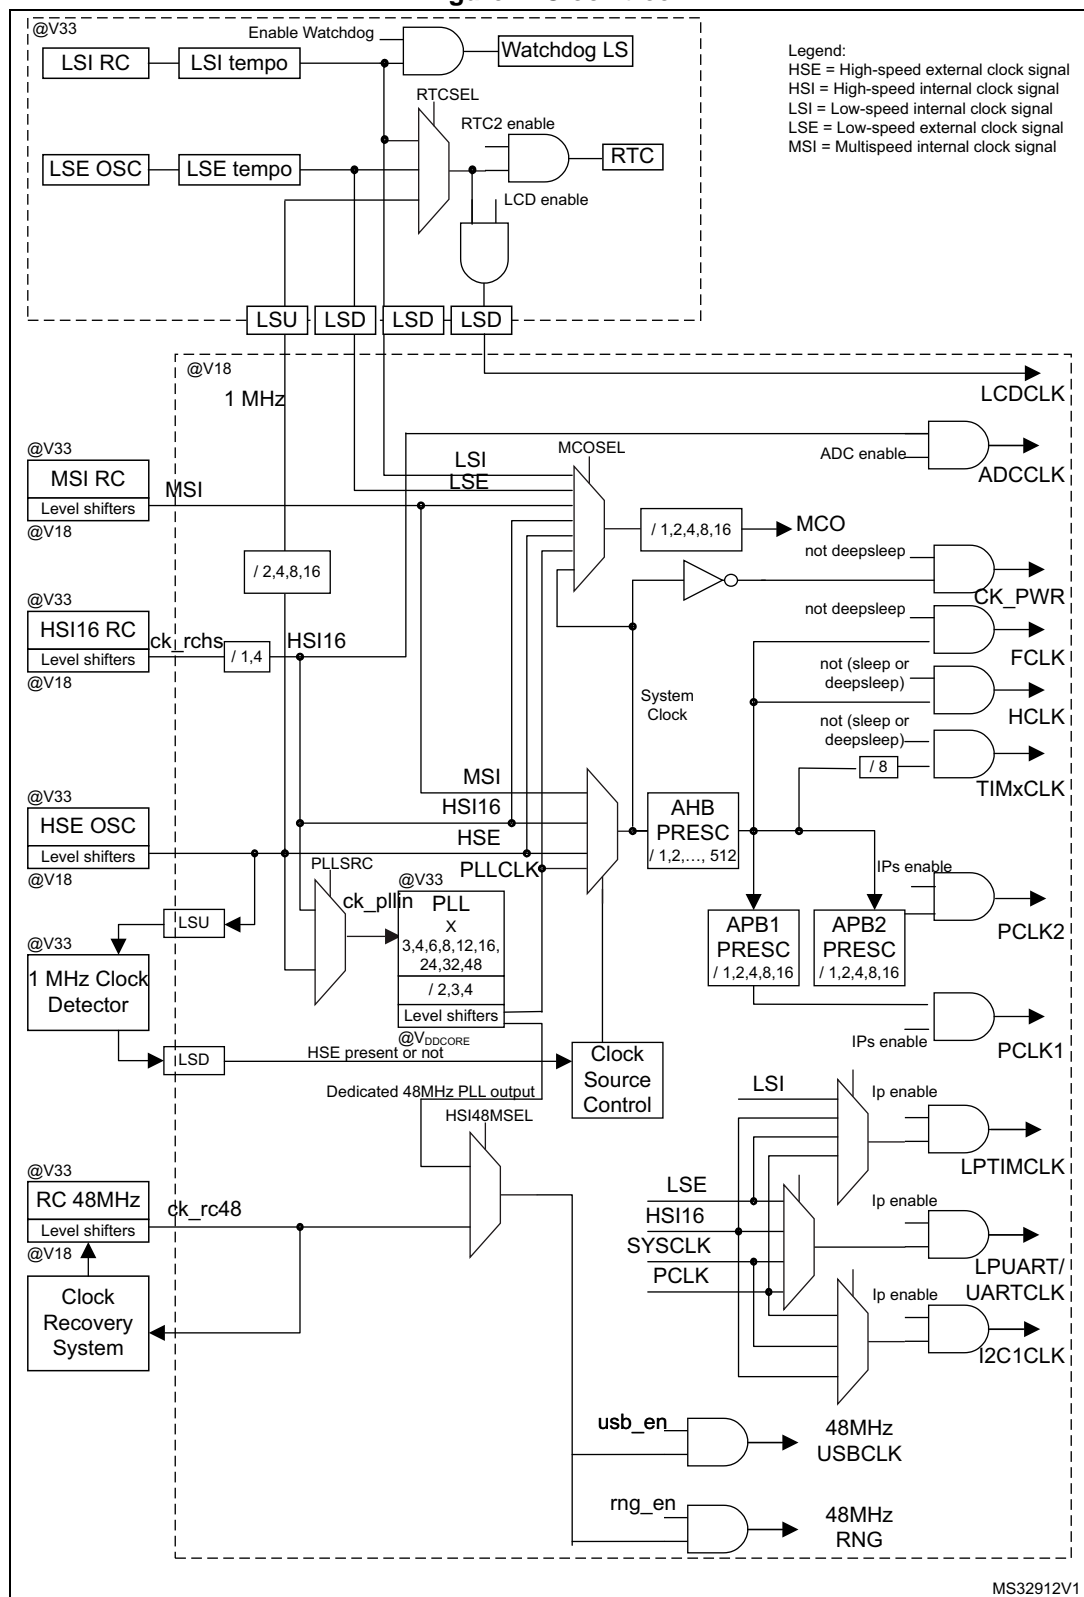 @V33
Enable Watchdog
LSI RC
LSI tempo
Watchdog LS
Legend:
HSE = High-speed external clock signal
HSI = High-speed internal clock signal
LSI = Low-speed internal clock signal
LSE = Low-speed external clock signal
MSI = Multispeed internal clock signal
RTCSEL
RTC2 enable
LSE OSC
LSE tempo
RTC
LCD enable
LSU
LSD
LSD
LSD
@V18
1 MHz
LCDCLK
@V33
MSI RC
Level shifters
@V18
MSI
LSI
LSE
MCOSEL
ADC enable
ADCCLK
/ 1,2,4,8,16
MCO
not deepsleep
CK_PWR
/ 2,4,8,16
@V33
HSI16 RC
Level shifters
@V18
ck_rchs
/ 1,4
HSI16
not deepsleep
FCLK
not (sleep or
deepsleep)
HCLK
System
Clock
not (sleep or
deepsleep)
/ 8
TIMxCLK
@V33
HSE OSC
Level shifters
@V18
MSI
HSI16
HSE
PLLCLK
AHB
PRESC
/ 1,2,..., 512
PLLSRC
ck_pllin
@V33
PLL
X
3,4,6,8,12,16,
24,32,48
/ 2,3,4
Level shifters
@VDDCORE
IPs enable
PCLK2
APB1
PRESC
/ 1,2,4,8,16
APB2
PRESC
/ 1,2,4,8,16
LSU
@V33
1 MHz Clock
Detector
LSD
HSE present or not
Clock
Source
Control
IPs enable
PCLK1
Dedicated 48MHz PLL output
HSI48MSEL
LSI
Ip enable
LPTIMCLK
@V33
RC 48MHz
Level shifters
@V18
ck_rc48
LSE
HSI16
SYSCLK
PCLK
Ip enable
LPUART/
UARTCLK
Clock
Recovery
System
Ip enable
I2C1CLK
usb_en
48MHz
USBCLK
rng_en
48MHz
RNG
MS32912V1